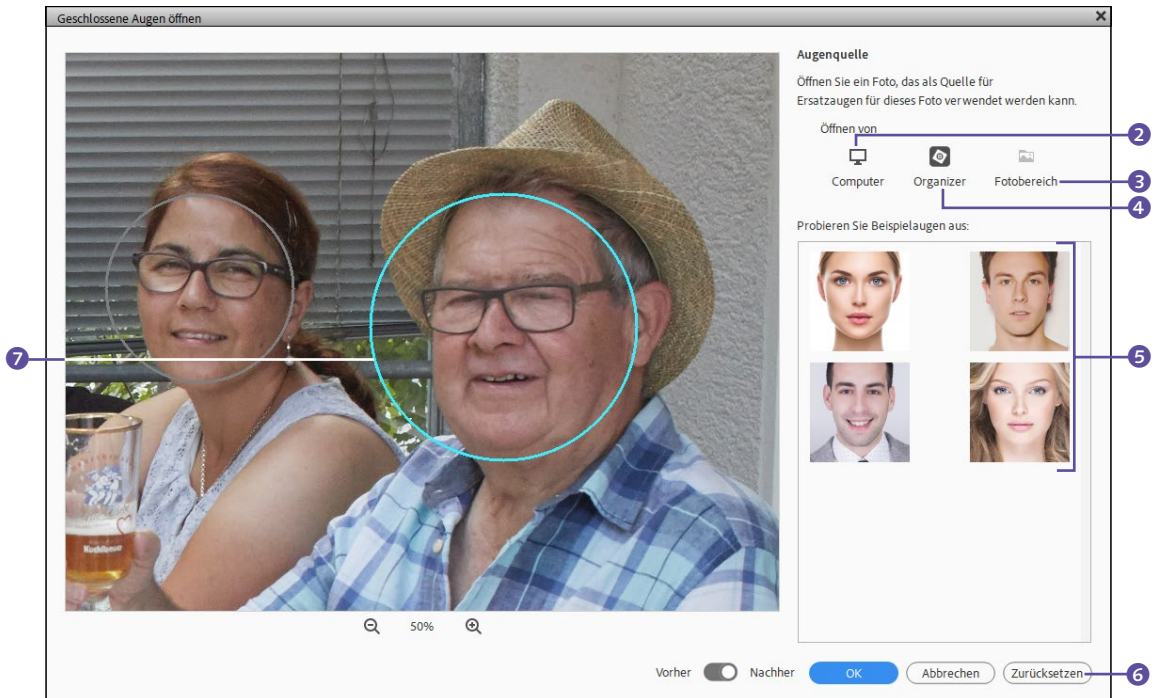 Geschlossene Augen öffnen
Augenquelle
Öffnen Sie ein Foto, das als Quelle für
Ersatzaugen für dieses Foto verwendet werden kann.
Öffnen von
2
Computer Organizer Fotobereich 3
4
Probieren Sie Beispielaugen aus:
7
5
50%
Vorher Nachher OK Abbrechen Zurücksetzen 6